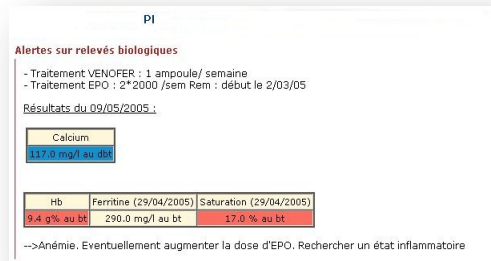 PI
Alertes sur relevés biologiques
- Traitement VENOFER : 1 ampoule/ semaine
- Traitement EPO : 2*2000 /sem Rem : début le 2/03/05
Résultats du 09/05/2005 :
Calcium
117.0 mg/l au dbt
Hb Ferritine (29/04/2005) Saturation (29/04/2005)
9.4 g% au bt 290.0 mg/l au bt 17.0 % au bt
-->Anémie. Eventuellement augmenter la dose d'EPO. Rechercher un état inflammatoire